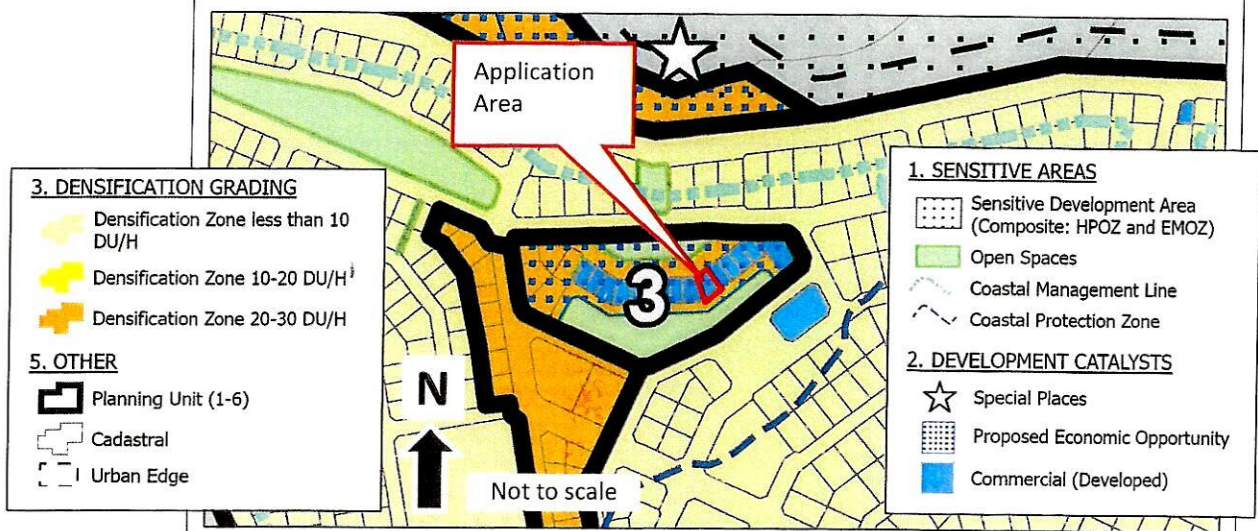 Application
Area
3. DENSIFICATION GRADING
Densification Zone less than 10
DU/H
Densification Zone 10-20 DU/H
Densification Zone 20-30 DU/H
5. OTHER
Planning Unit (1-6)
Cadastral
Urban Edge
N
Not to scale
3
1. SENSITIVE AREAS
Sensitive Development Area
(Composite: HPOZ and EMOZ)
Open Spaces
Coastal Management Line
Coastal Protection Zone
2. DEVELOPMENT CATALYSTS
Special Places
Proposed Economic Opportunity
Commercial (Developed)